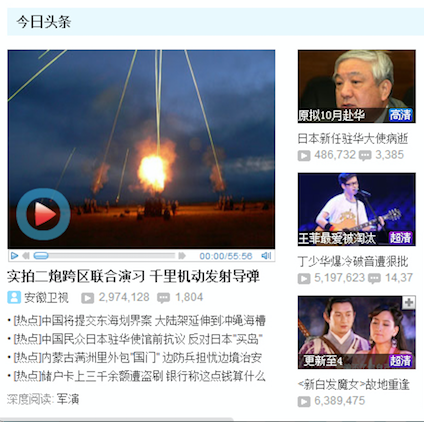 今日头条
00:00/55:56
实拍二炮跨区联合演习 千里机动发射导弹
安徽卫视 2,974,128 1,804
• [热点]中国将提交东海划界案 大陆架延伸到冲绳海槽
• [热点]中国民众日本驻华使馆前抗议 反对日本"买岛"
• [热点]内蒙古满洲里外包"国门" 边防兵担忧边境治安
• [热点]储户卡上三千余额遭盗刷 银行称这点钱算什么
深度阅读: 军演
原拟10月赴华 高清
日本新任驻华大使病逝
486,732 3,385
王菲最爱被淘汰 超清
丁少华爆冷破音遭狠批
5,197,623 14,37
更新至4 超清
<新白发魔女>故地重逢
6,389,475